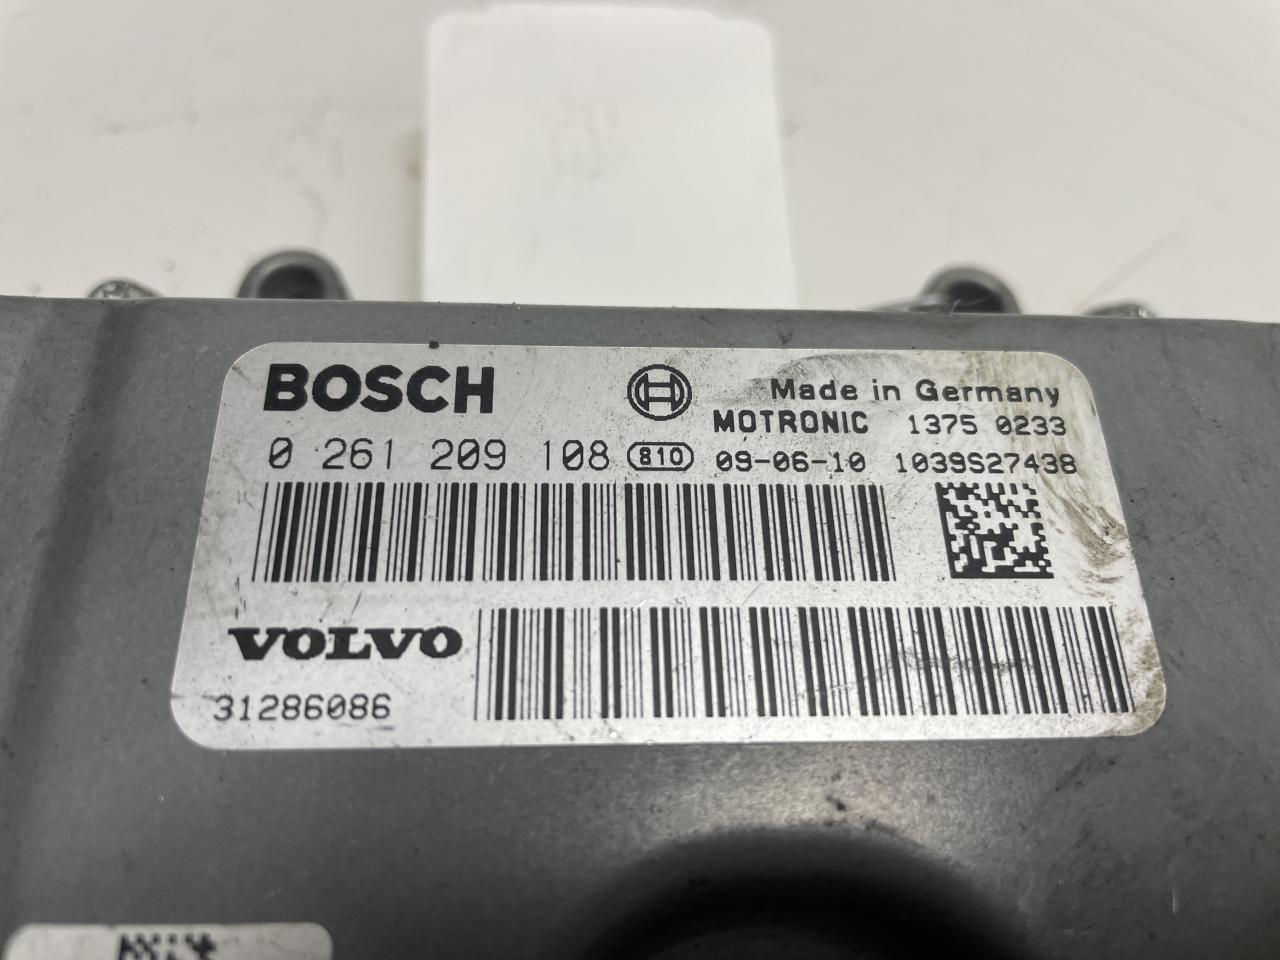 BOSCH Made in Germany
MOTRONIC 1375 0233
0 261 209 108 810 09-06-10 1039S27438
VOLVO
31286086